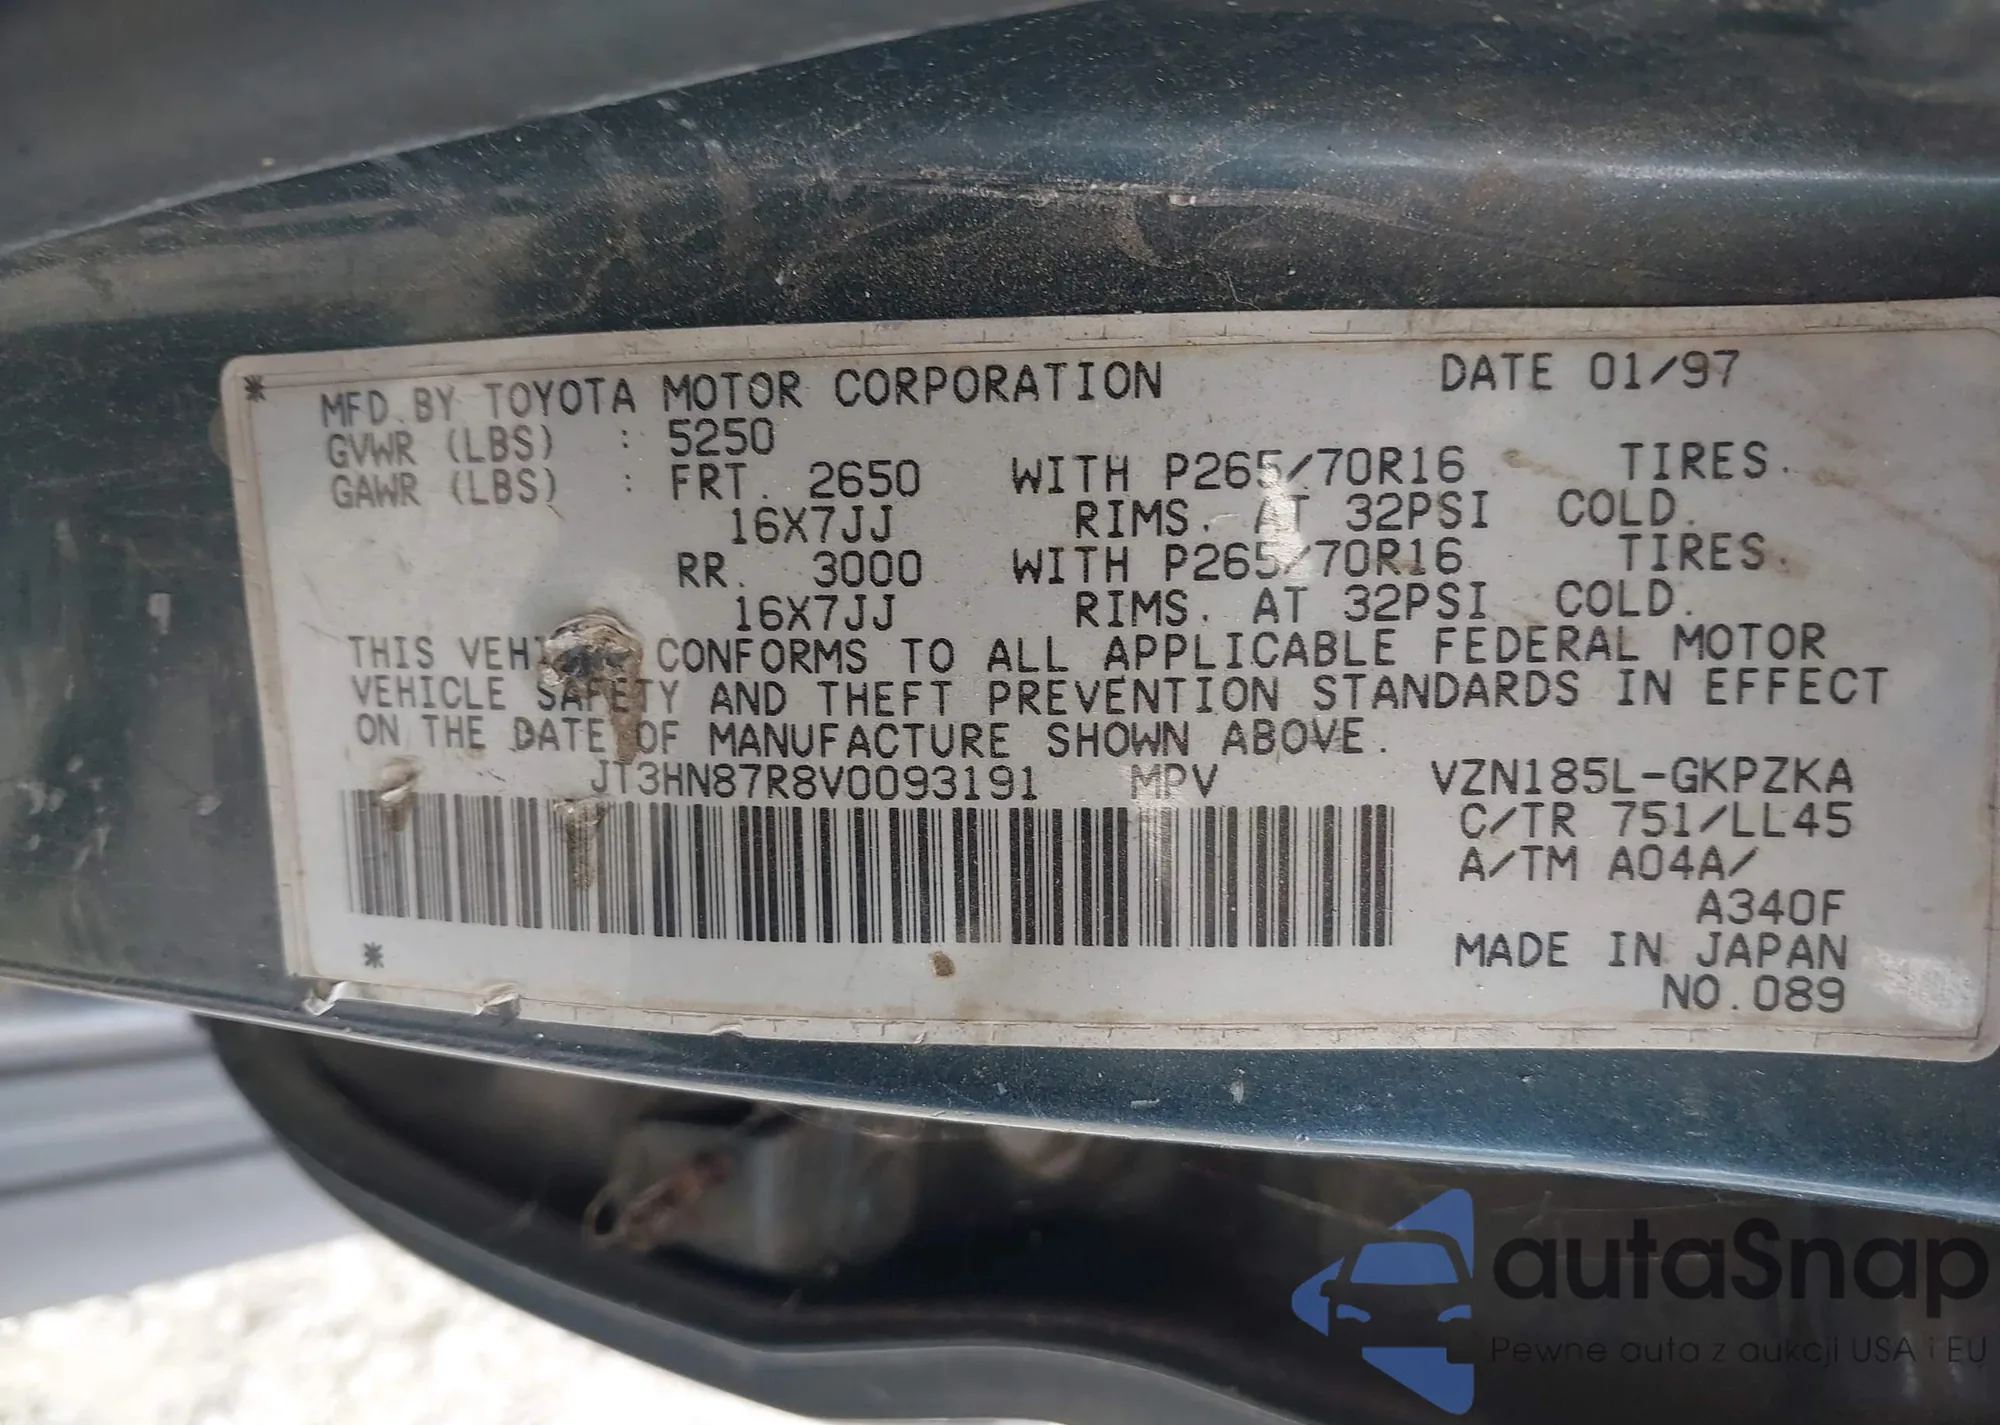 MFD. BY TOYOTA MOTOR CORPORATION DATE 01/97
GVWR (LBS) : 5250
GAWR (LBS) : FRT. 2650 WITH P265/70R16 TIRES.
16X7JJ RIMS. AT 32PSI COLD.
RR. 3000 WITH P265/70R16 TIRES.
16X7JJ RIMS. AT 32PSI COLD.
THIS CONFORMS TO ALL APPLICABLE FEDERAL MOTOR
VEHICLE SAFETY AND THEFT PREVENTION STANDARDS IN EFFECT
ON THE DATE OF MANUFACTURE SHOWN ABOVE.
JT3HN87R8V0093191 MPV VZN185L-GKPZKA
C/TR 751/LL45
A/TM A04A/
A340F
MADE IN JAPAN
NO.089
autaSnap
Pewne auta z aukcji USA i EU